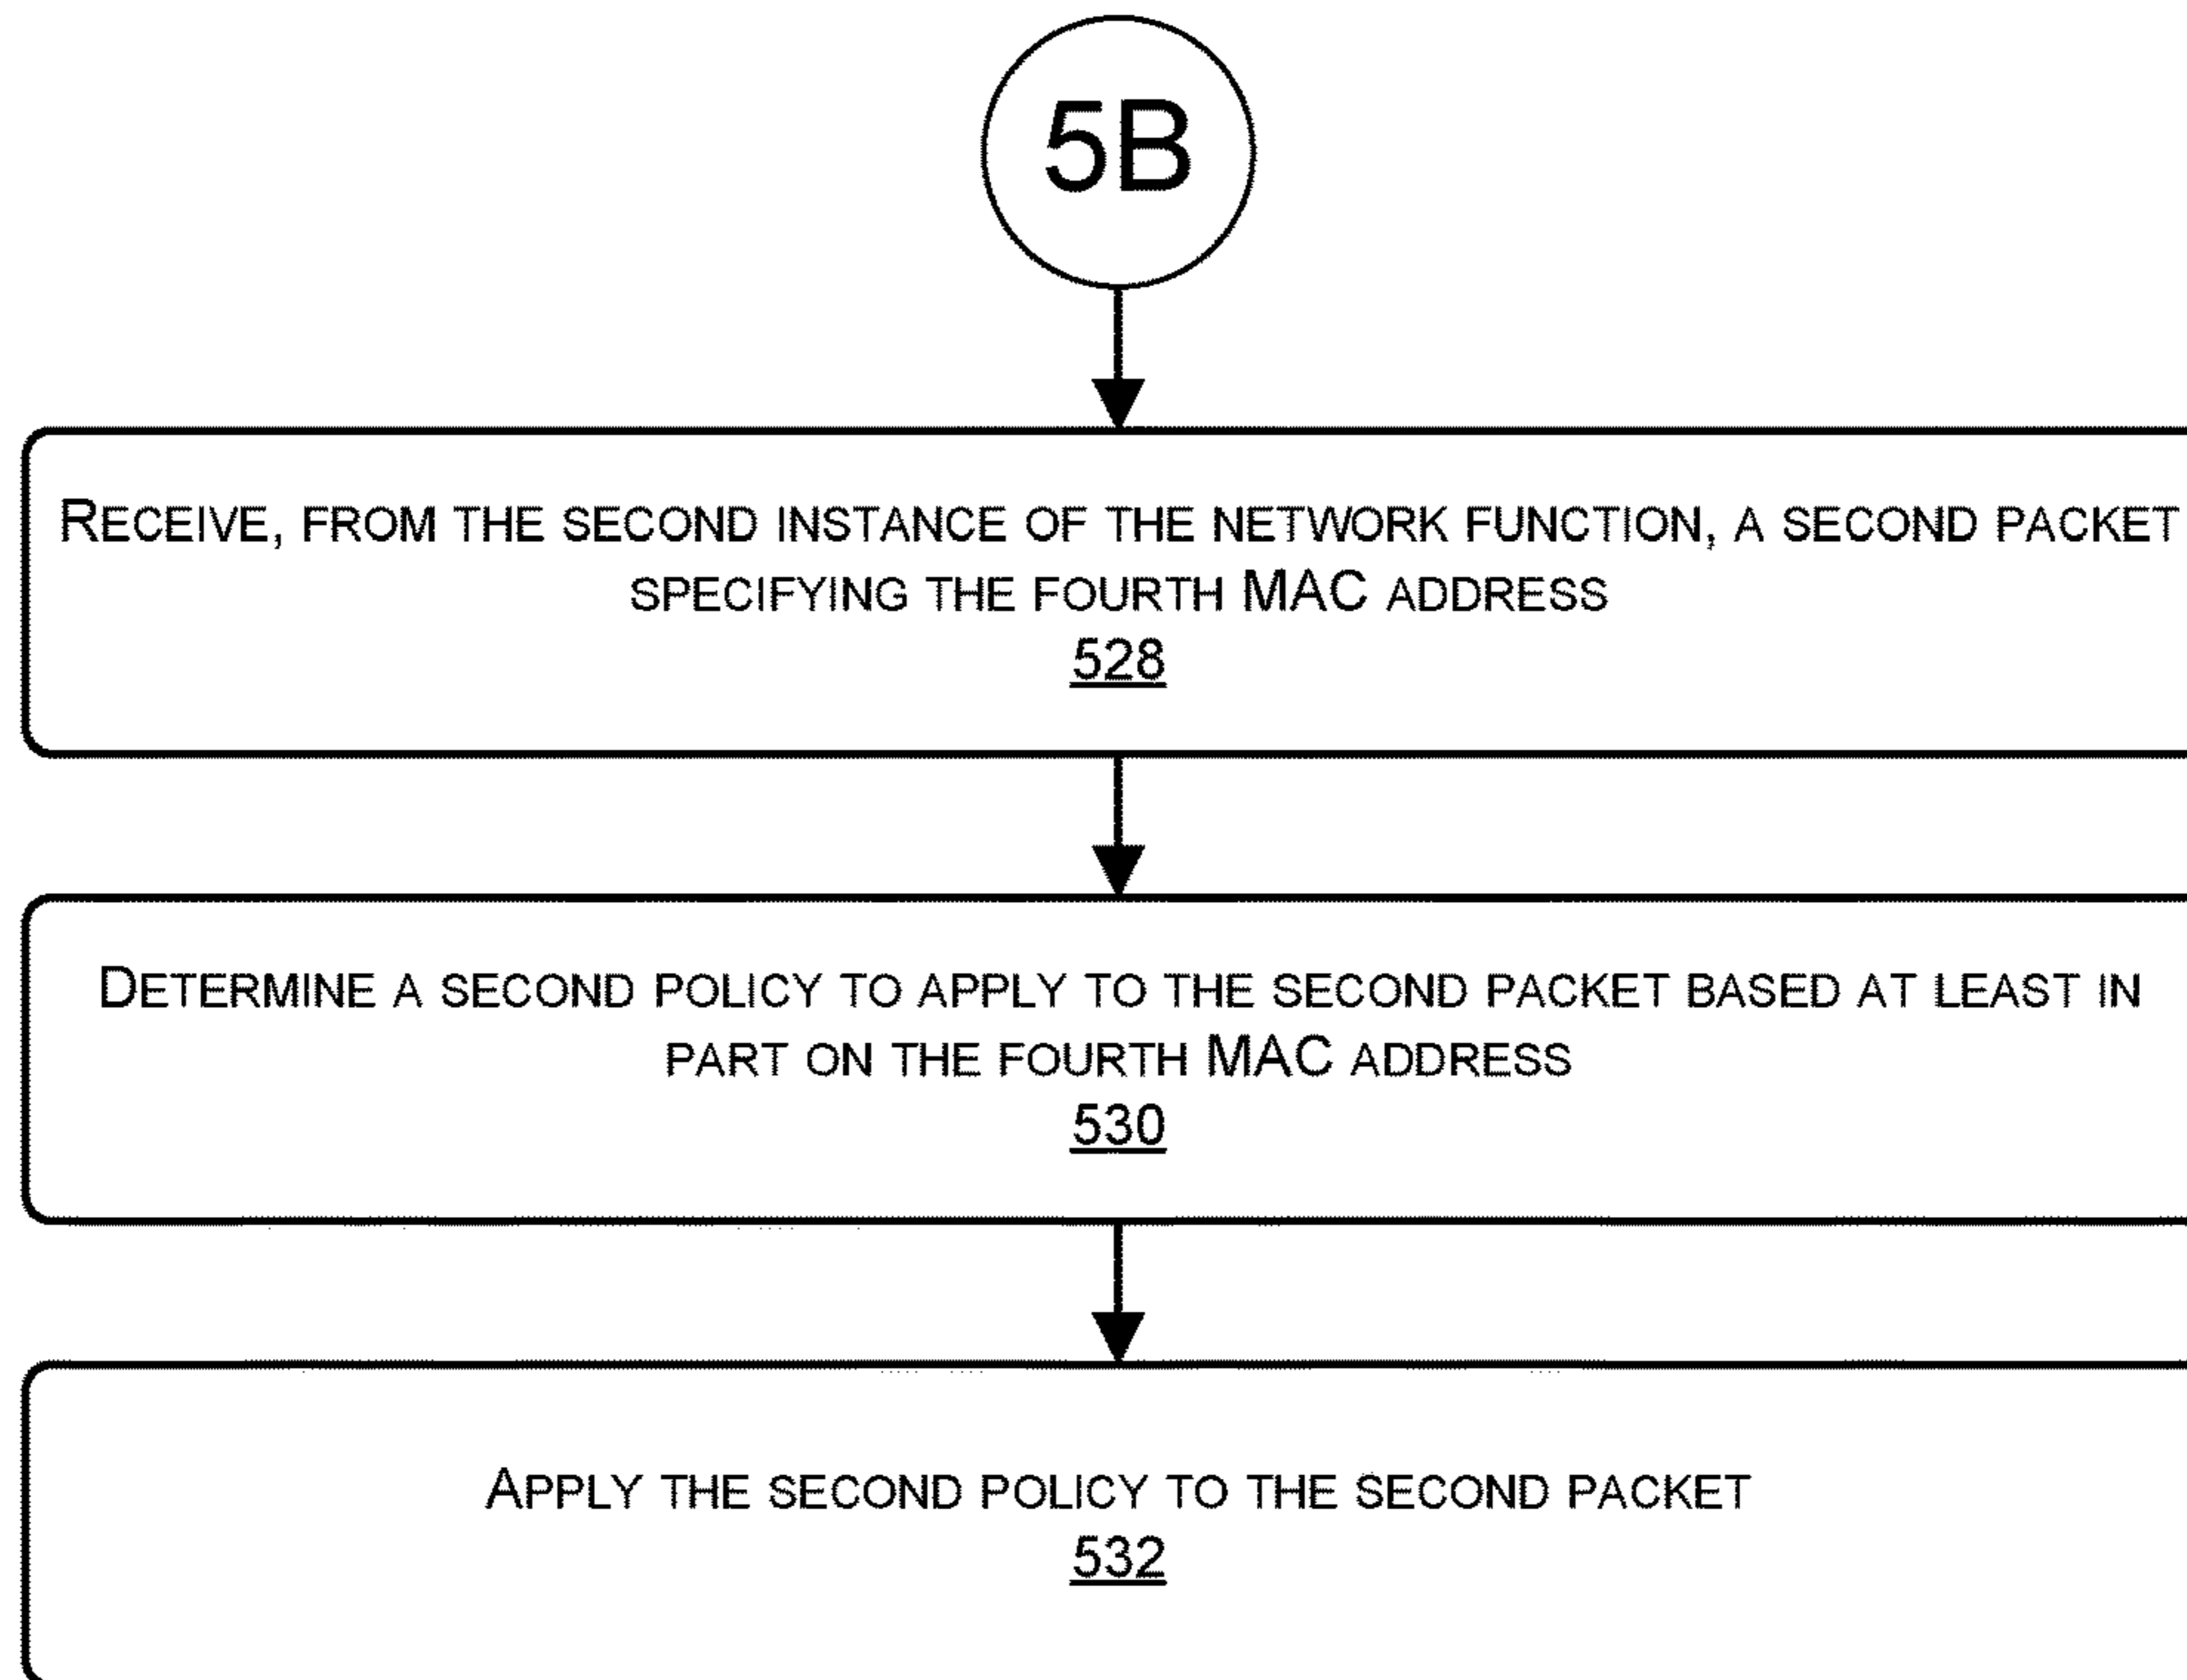 5B
RECEIVE, FROM THE SECOND INSTANCE OF THE NETWORK FUNCTION, A SECOND PACKET
SPECIFYING THE FOURTH MAC ADDRESS
528
DETERMINE A SECOND POLICY TO APPLY TO THE SECOND PACKET BASED AT LEAST IN
PART ON THE FOURTH MAC ADDRESS
530
APPLY THE SECOND POLICY TO THE SECOND PACKET
532